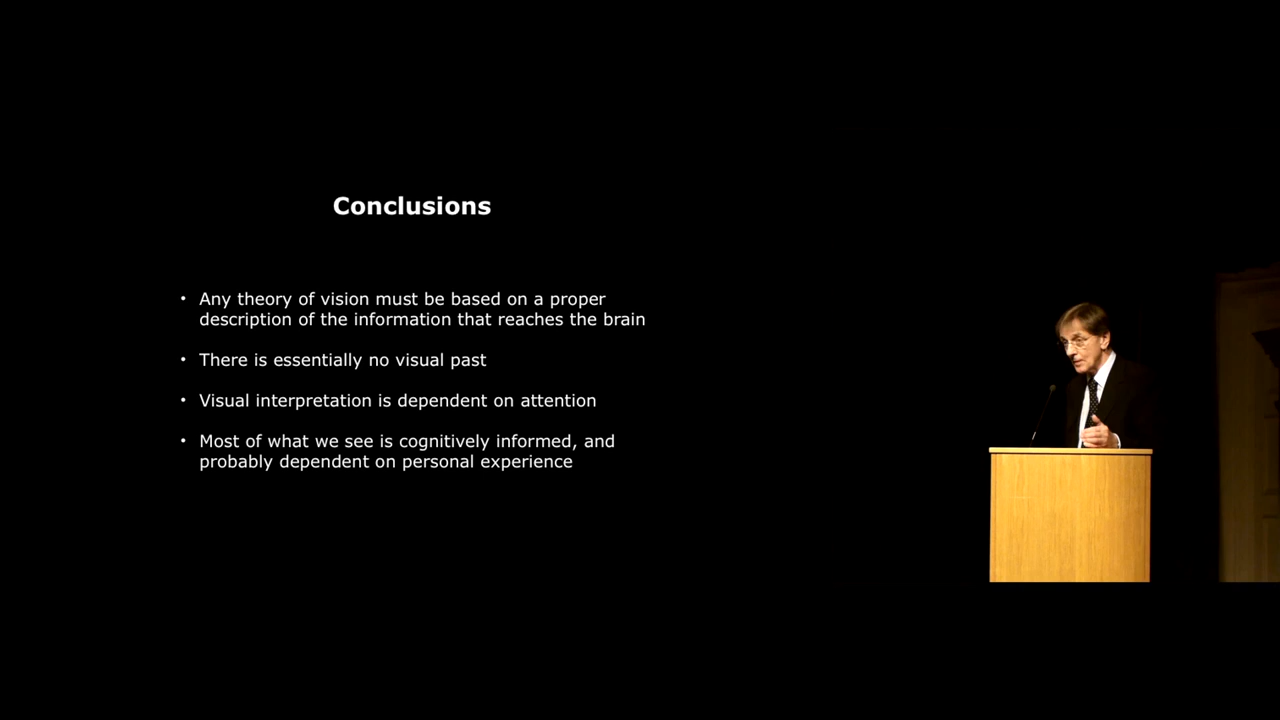 Conclusions
• Any theory of vision must be based on a proper
description of the information that reaches the brain
• There is essentially no visual past
• Visual interpretation is dependent on attention
• Most of what we see is cognitively informed, and
probably dependent on personal experience